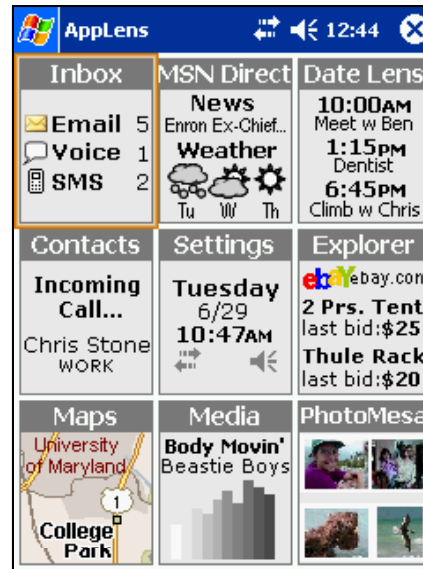 AppLens 12:44
Inbox
Email 5
Voice 1
SMS 2
MSN Direct
News
Enron Ex-Chief...
Weather
Tu W Th
Date Lens
10:00AM
Meet w Ben
1:15PM
Dentist
6:45PM
Climb w Chris
Contacts
Incoming
Call...
Chris Stone
WORK
Settings
Tuesday
6/29
10:47AM
Explorer
ebay ebay.com
2 Prs. Tent
last bid:$25
Thule Rack
last bid:$20
Maps
University
of Maryland
1
College
Park
Media
Body Movin'
Beastie Boys
PhotoMesa